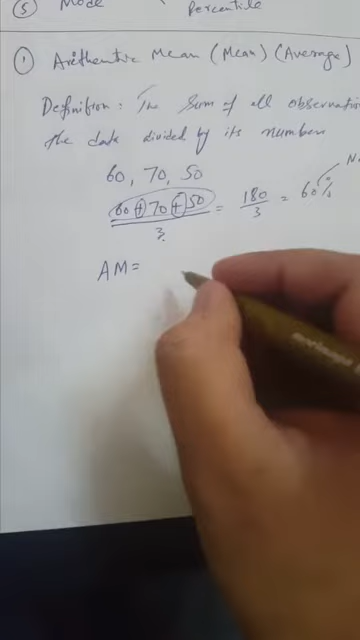 ⑤ Mode Percentile
① Arithmetic Mean (Mean) (Average)
Definition: The Sum of all observation
the data divided by its numbers
60, 70, 50
60+70+50 / 3 = 180 / 3 = 60%
AM=